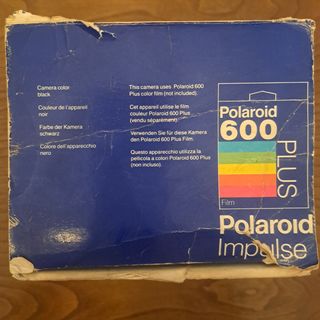 Camera color
black
Couleur de l'appareil
noir
Farbe der Kamera
schwarz
Colore dell'apparecchio
nero
This camera uses Polaroid 600
Plus color film (not included).
Cet appareil utilise le film
couleur Polaroid 600 Plus
(vendu séparément).
Verwenden Sie für diese Kamera
den Polaroid 600 Plus Film.
Questo apparecchio utilizza la
pellicola a colori Polaroid 600 Plus
(non incluso).
Polaroid
600
PLUS
Film
Polaroid
Impulse